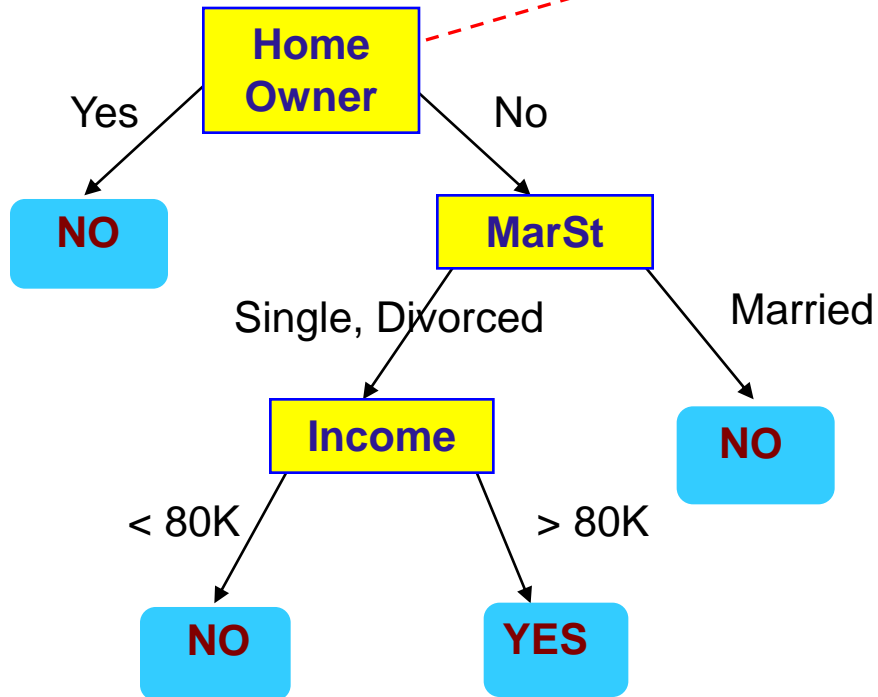 Home
Owner
Yes
No
NO
MarSt
Single, Divorced
Married
Income
NO
< 80K
> 80K
NO
YES